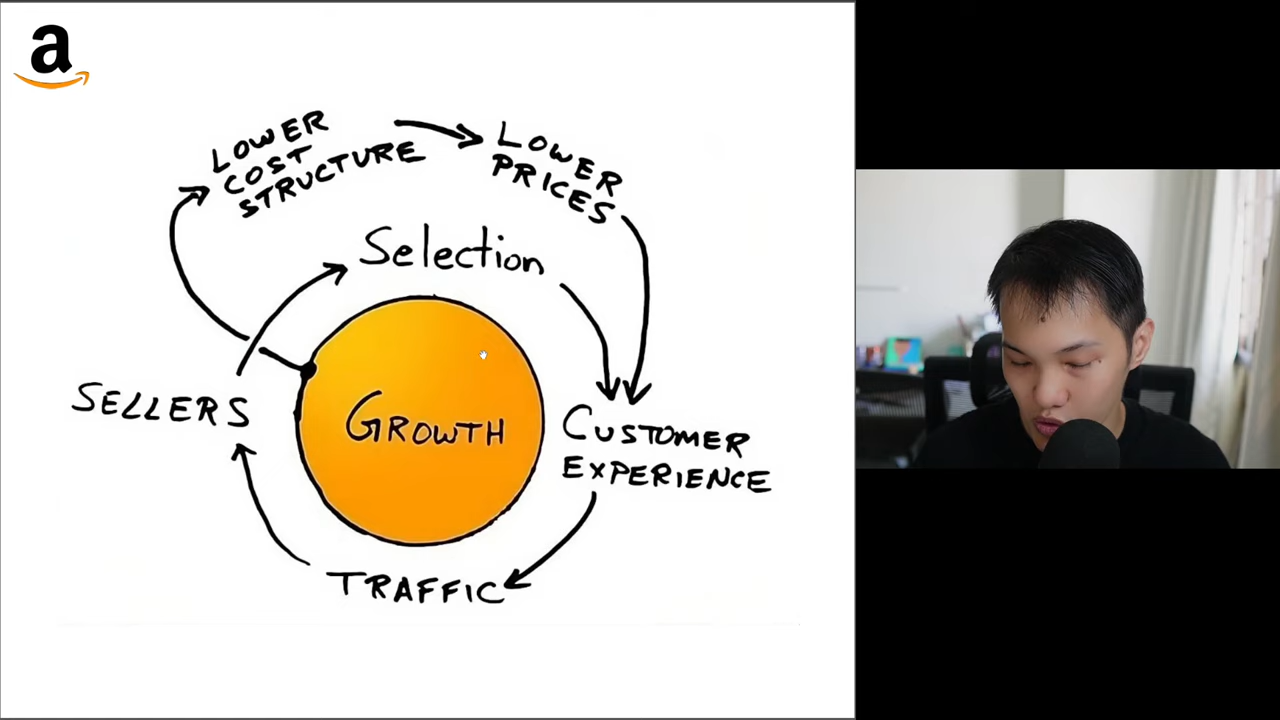 a
LOWER
COST
STRUCTURE
LOWER
PRICES
Selection
SELLERS
GROWTH
CUSTOMER
EXPERIENCE
TRAFFIC